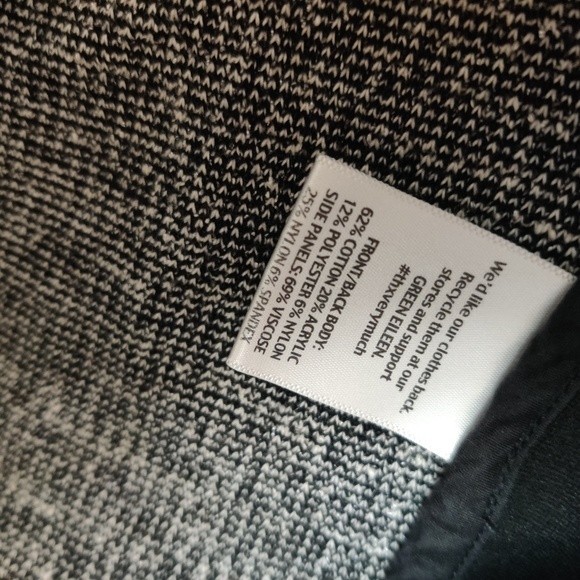 We'd like our clothes back.
Recycle them at our
stores and support
GREEN EILEEN.
#thxverymuch
FRONT/BACK BODY:
62% COTTON 20% ACRYLIC
12% POLYESTER 6% NYLON
SIDE PANELS: 69% VISCOSE
25% NYLON 6% SPANDEX